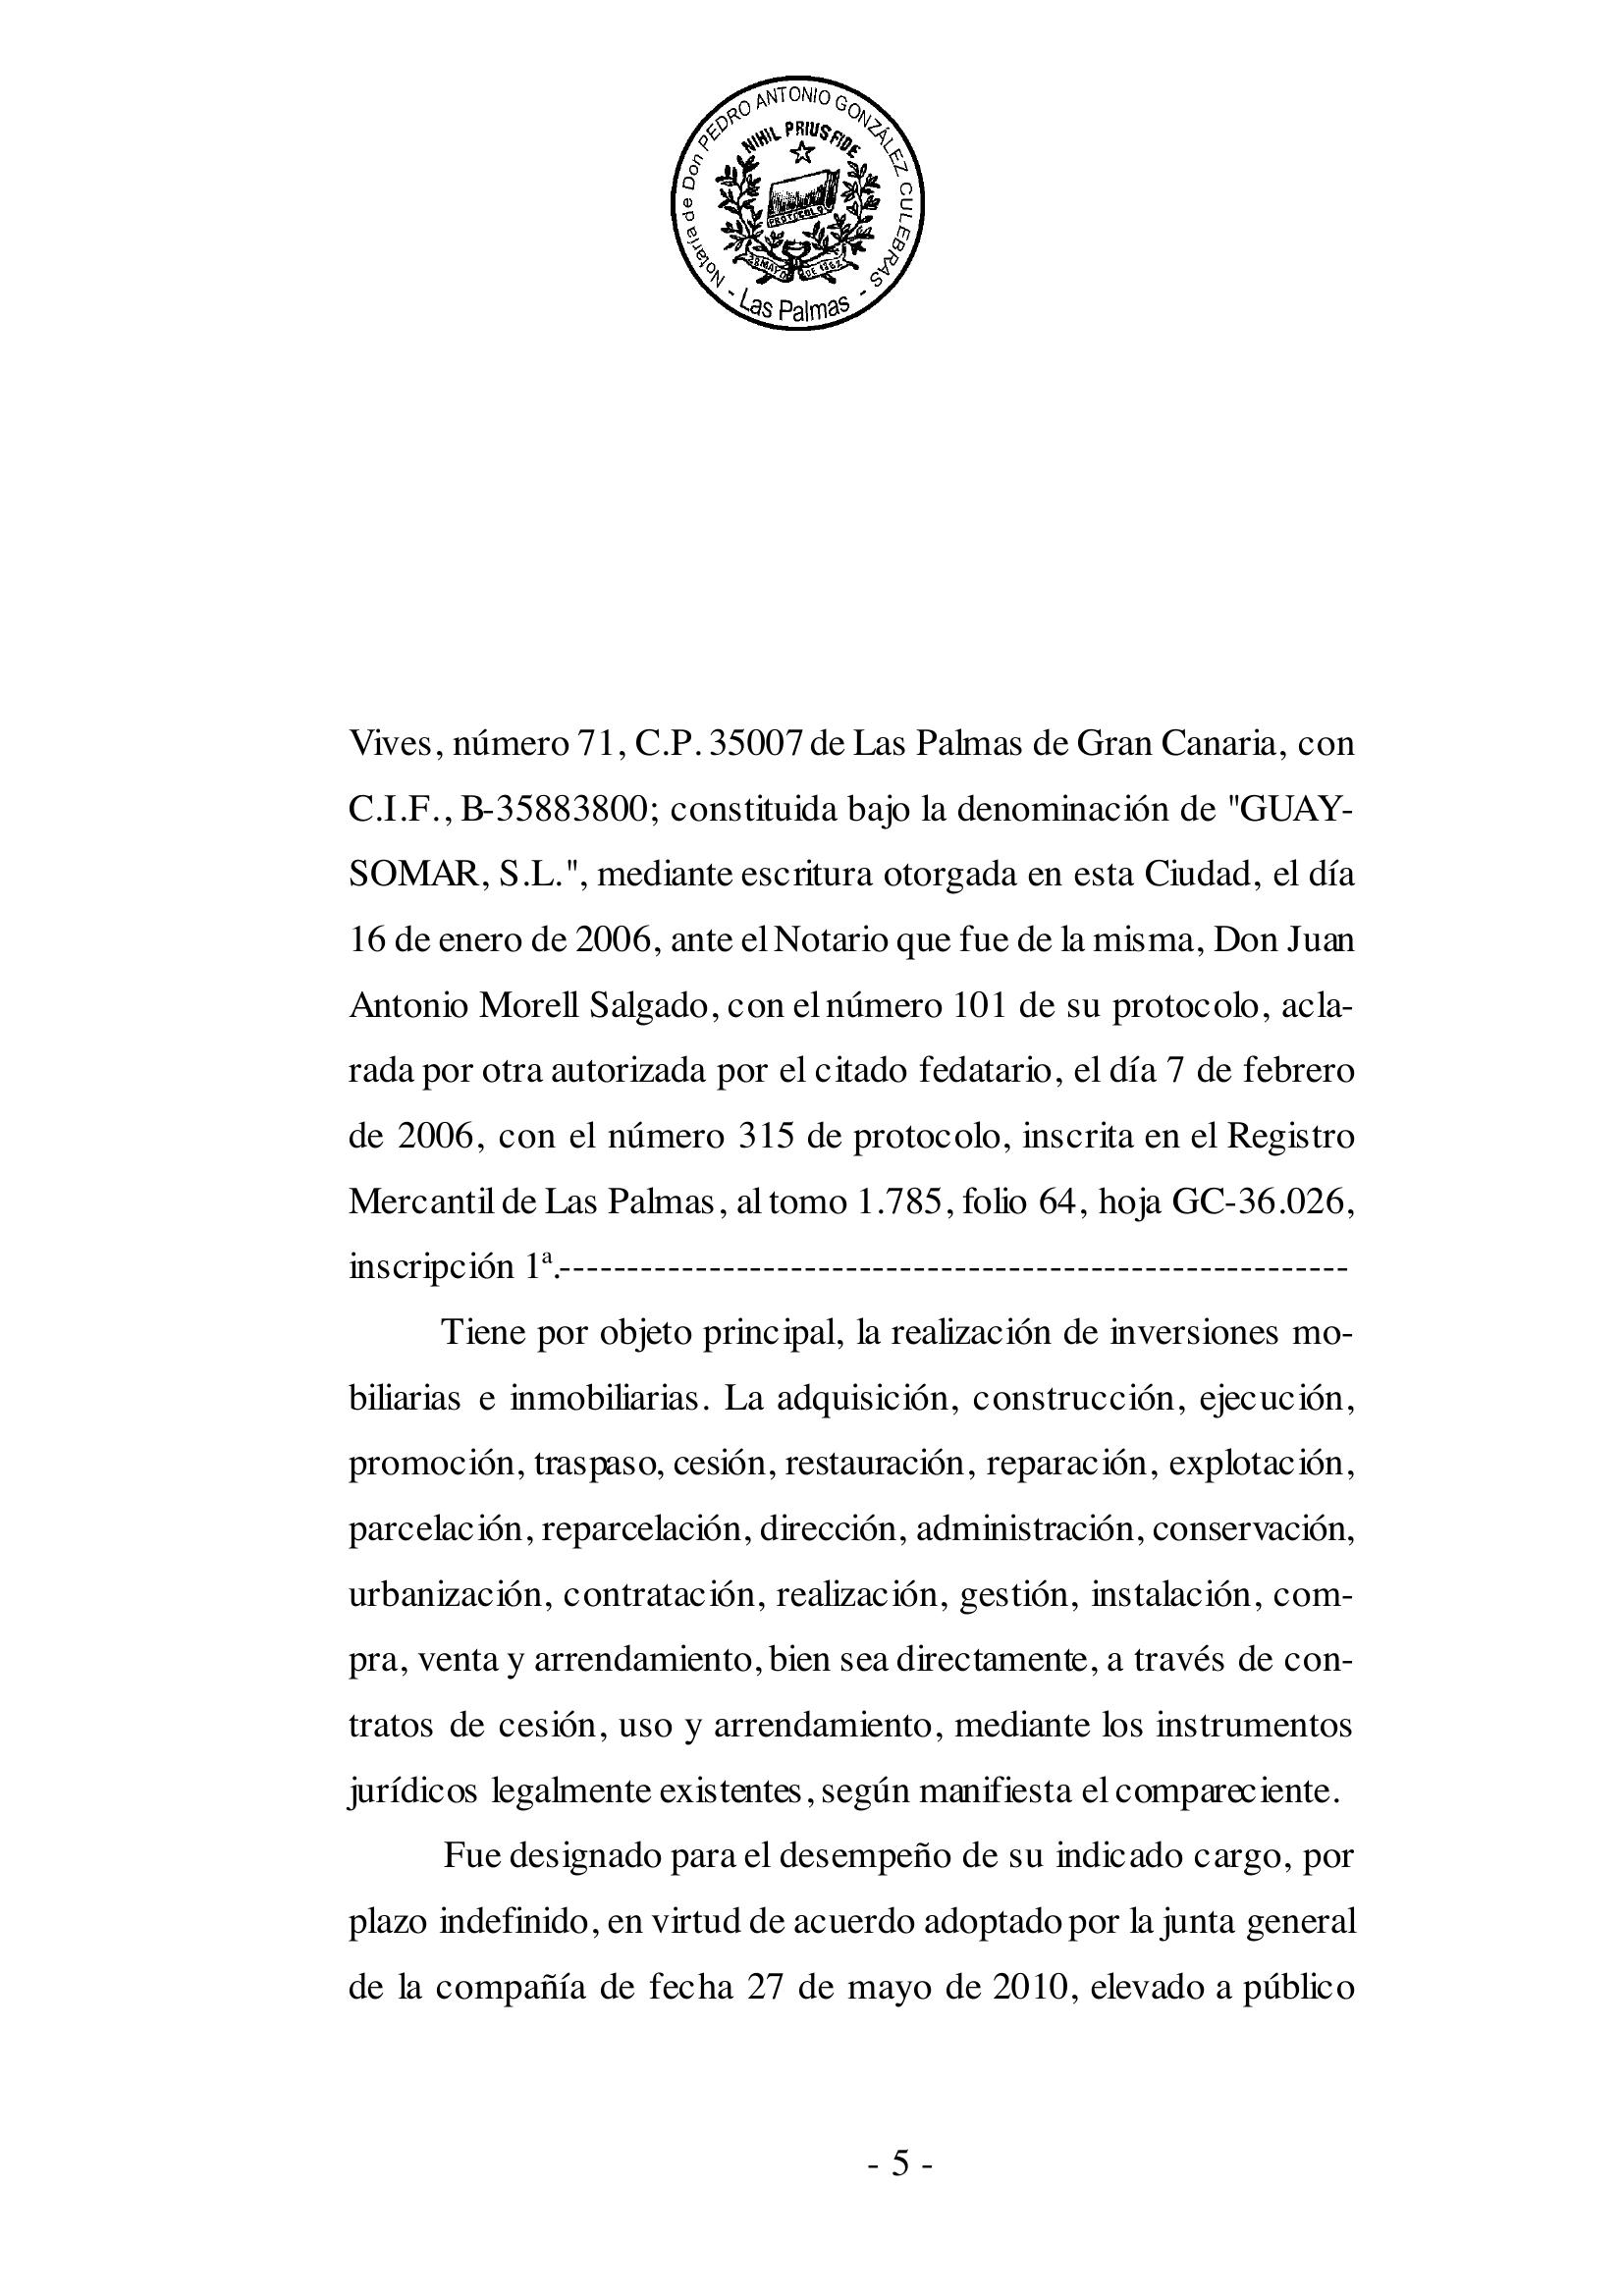 Notaría de Don PEDRO ANTONIO GONZÁLEZ CULEBRAS
NIHIL PRIUS FIDE
PROTOCOLO
28 MAYO DE 1862
- Las Palmas -
Vives, número 71, C.P. 35007 de Las Palmas de Gran Canaria, con
C.I.F., B-35883800; constituida bajo la denominación de "GUAY-
SOMAR, S.L.", mediante escritura otorgada en esta Ciudad, el día
16 de enero de 2006, ante el Notario que fue de la misma, Don Juan
Antonio Morell Salgado, con el número 101 de su protocolo, acla-
rada por otra autorizada por el citado fedatario, el día 7 de febrero
de 2006, con el número 315 de protocolo, inscrita en el Registro
Mercantil de Las Palmas, al tomo 1.785, folio 64, hoja GC-36.026,
inscripción 1ª.----------------------------------------------------------
Tiene por objeto principal, la realización de inversiones mo-
biliarias e inmobiliarias. La adquisición, construcción, ejecución,
promoción, traspaso, cesión, restauración, reparación, explotación,
parcelación, reparcelación, dirección, administración, conservación,
urbanización, contratación, realización, gestión, instalación, com-
pra, venta y arrendamiento, bien sea directamente, a través de con-
tratos de cesión, uso y arrendamiento, mediante los instrumentos
jurídicos legalmente existentes, según manifiesta el compareciente.
Fue designado para el desempeño de su indicado cargo, por
plazo indefinido, en virtud de acuerdo adoptado por la junta general
de la compañía de fecha 27 de mayo de 2010, elevado a público
- 5 -